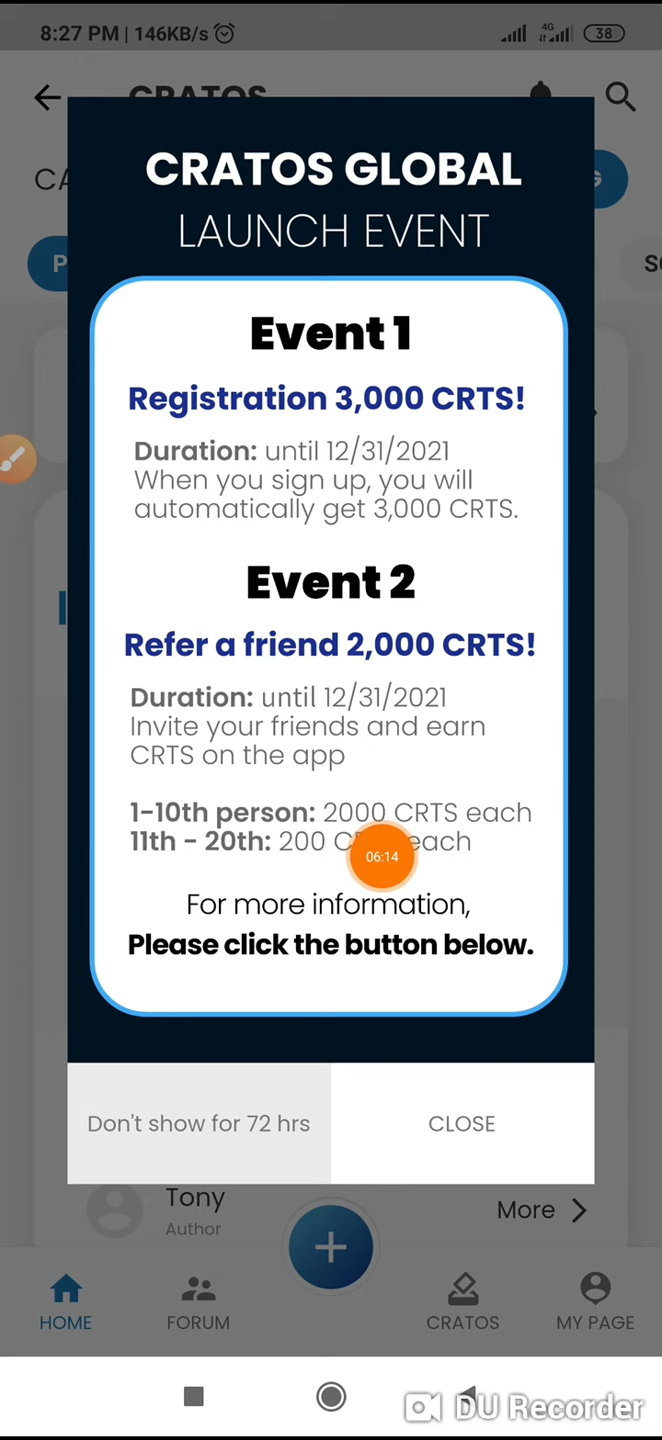 8:27 PM | 146KB/s
4G
38
CRATOS
CRATOS GLOBAL
LAUNCH EVENT
Event 1
Registration 3,000 CRTS!
Duration: until 12/31/2021
When you sign up, you will
automatically get 3,000 CRTS.
Event 2
Refer a friend 2,000 CRTS!
Duration: until 12/31/2021
Invite your friends and earn
CRTS on the app
1-10th person: 2000 CRTS each
11th - 20th: 200 each
06:14
For more information,
Please click the button below.
Don't show for 72 hrs
CLOSE
Tony
Author
More
HOME
FORUM
CRATOS
MY PAGE
DU Recorder